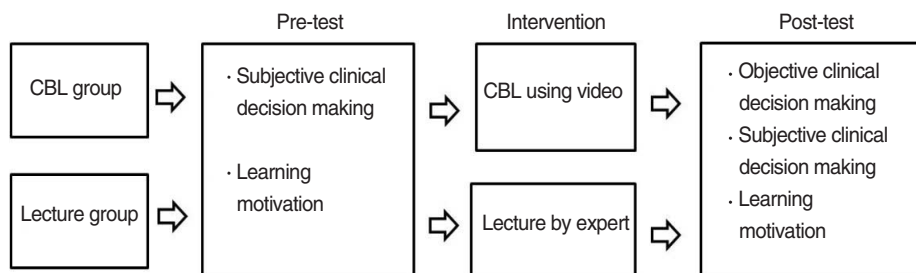 Pre-test
Intervention
Post-test
CBL group
Lecture group
· Subjective clinical
decision making
· Learning
motivation
CBL using video
Lecture by expert
· Objective clinical
decision making
· Subjective clinical
decision making
· Learning
motivation